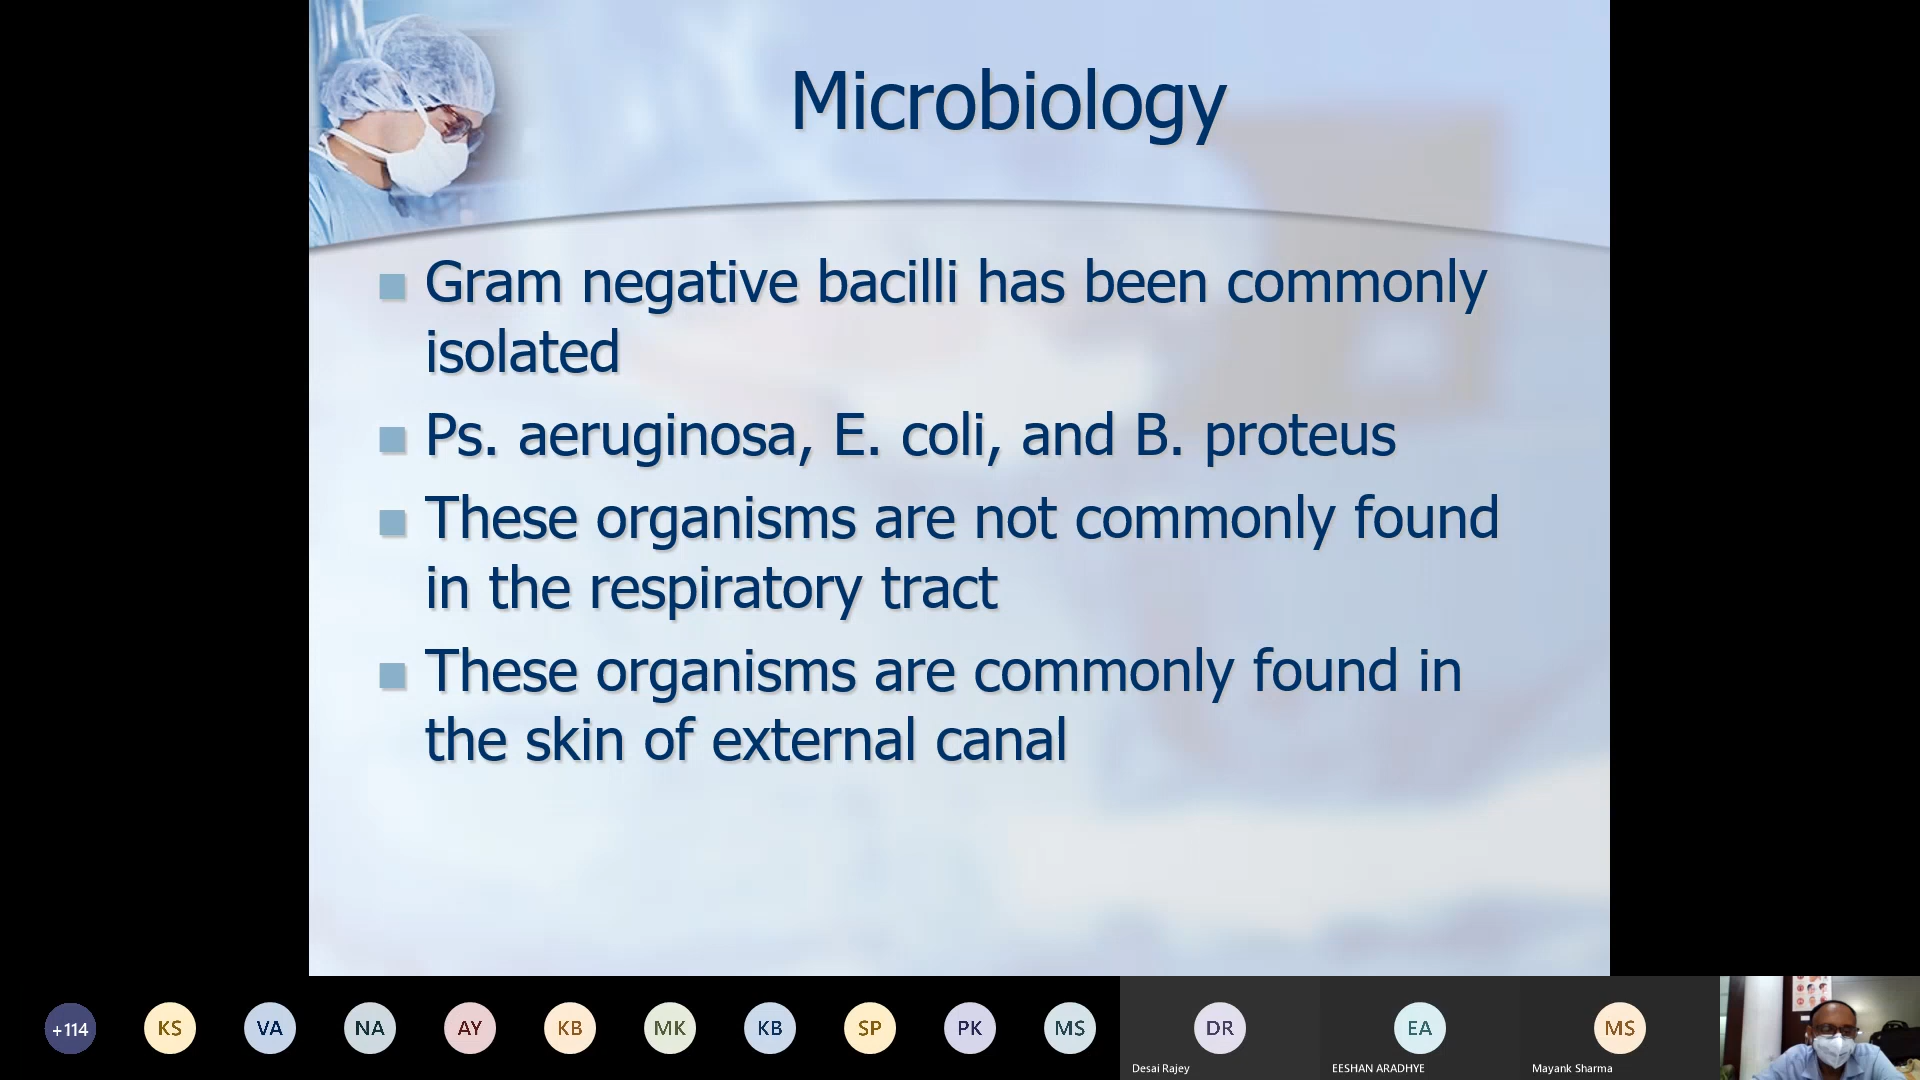 Microbiology
Gram negative bacilli has been commonly
isolated
Ps. aeruginosa, E. coli, and B. proteus
These organisms are not commonly found
in the respiratory tract
These organisms are commonly found in
the skin of external canal
+114
KS
VA
NA
AY
KB
MK
KB
SP
PK
MS
DR
EA
MS
Desai Rajey
EESHAN ARADHYE
Mayank Sharma